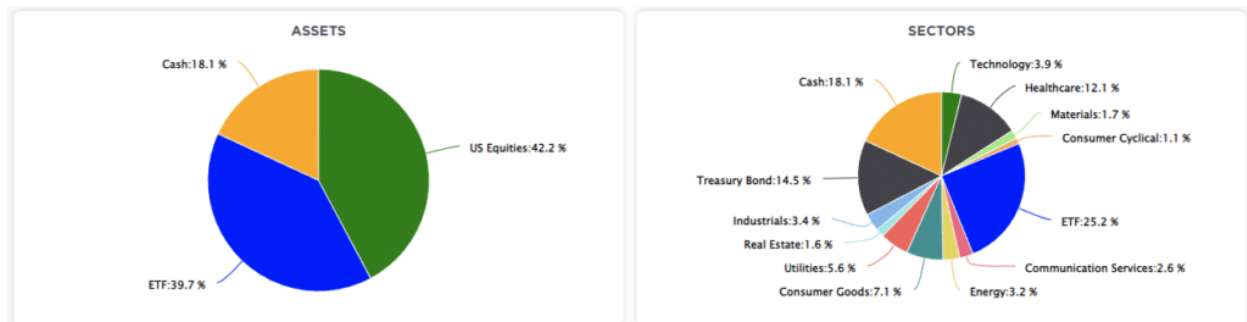 ASSETS
Cash:18.1 %
US Equities:42.2 %
ETF:39.7 %
SECTORS
Technology:3.9 %
Cash:18.1 %
Healthcare:12.1 %
Materials:1.7 %
Consumer Cyclical:1.1 %
Treasury Bond:14.5 %
Industrials:3.4 %
ETF:25.2 %
Real Estate:1.6 %
Utilities:5.6 %
Communication Services:2.6 %
Consumer Goods:7.1 %
Energy:3.2 %